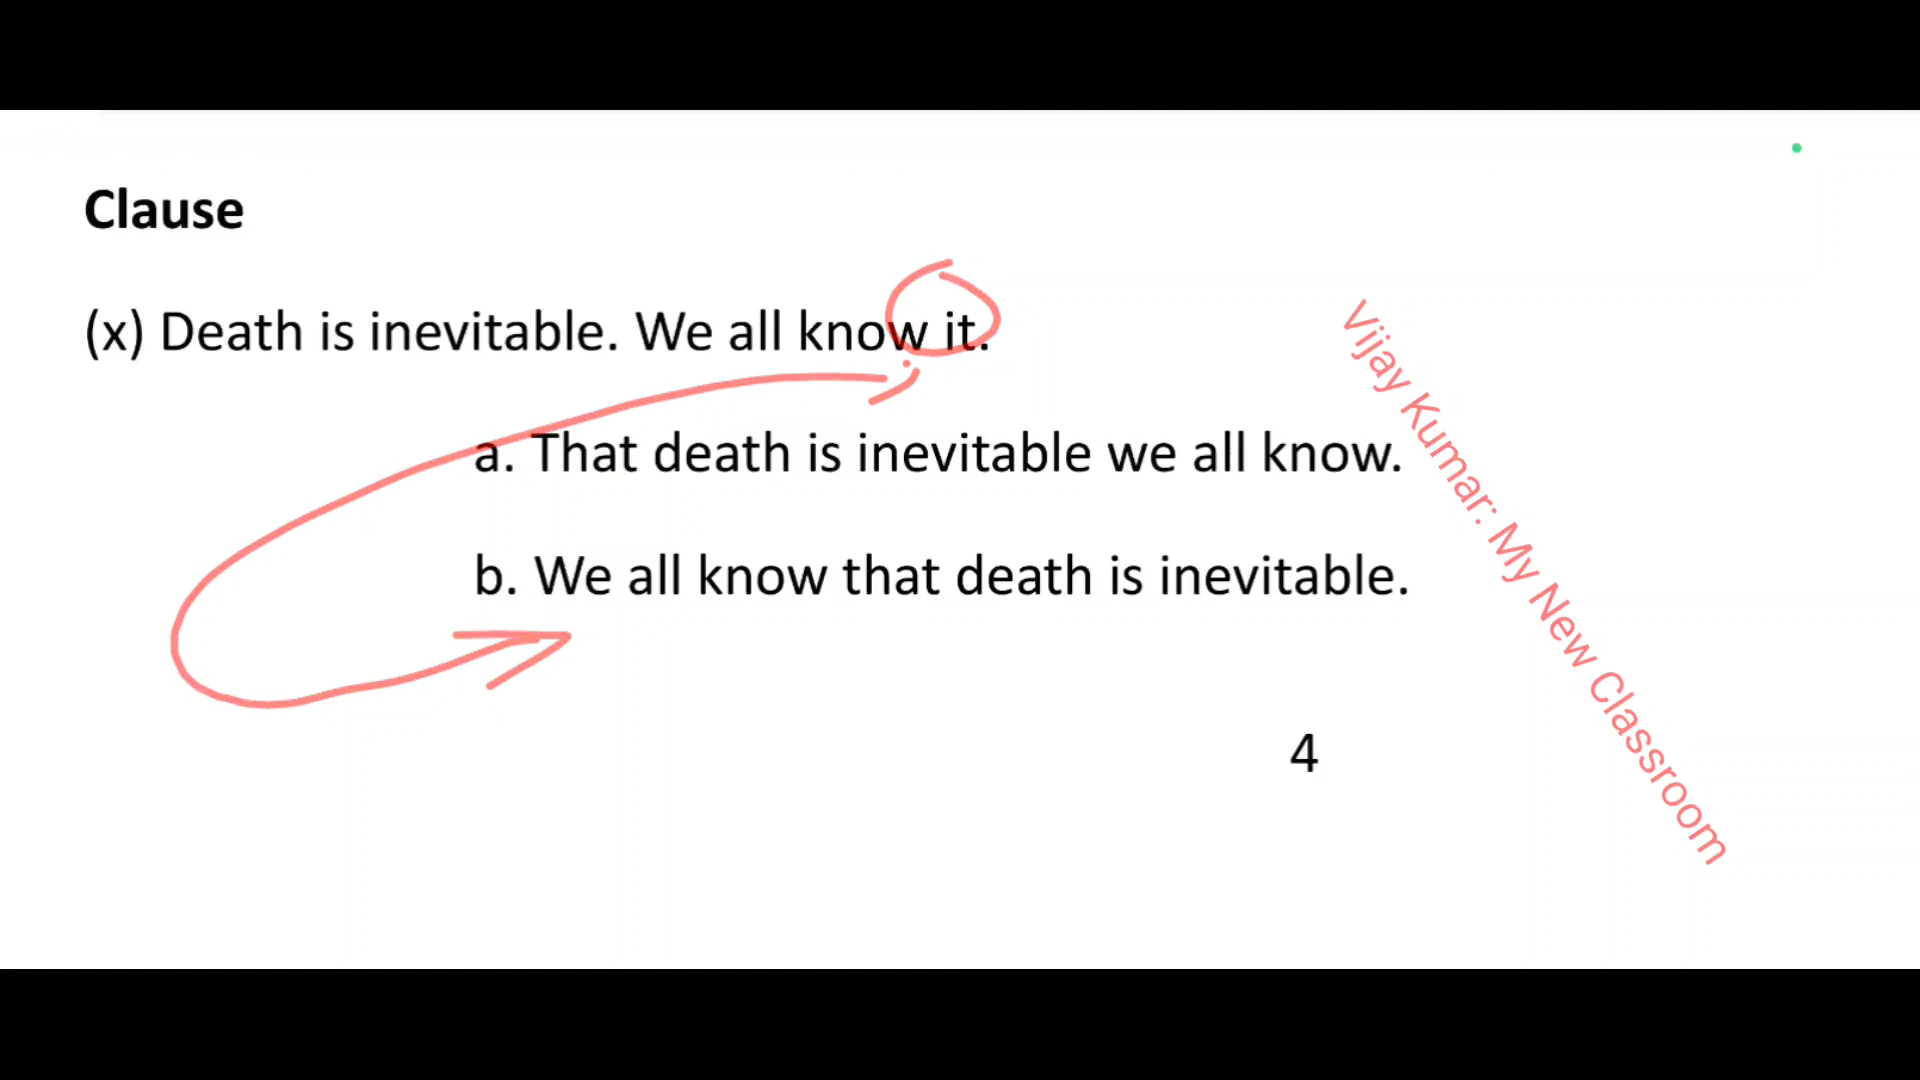 Clause
(x) Death is inevitable. We all know it.
a. That death is inevitable we all know.
b. We all know that death is inevitable.
4
Vijay Kumar: My New Classroom